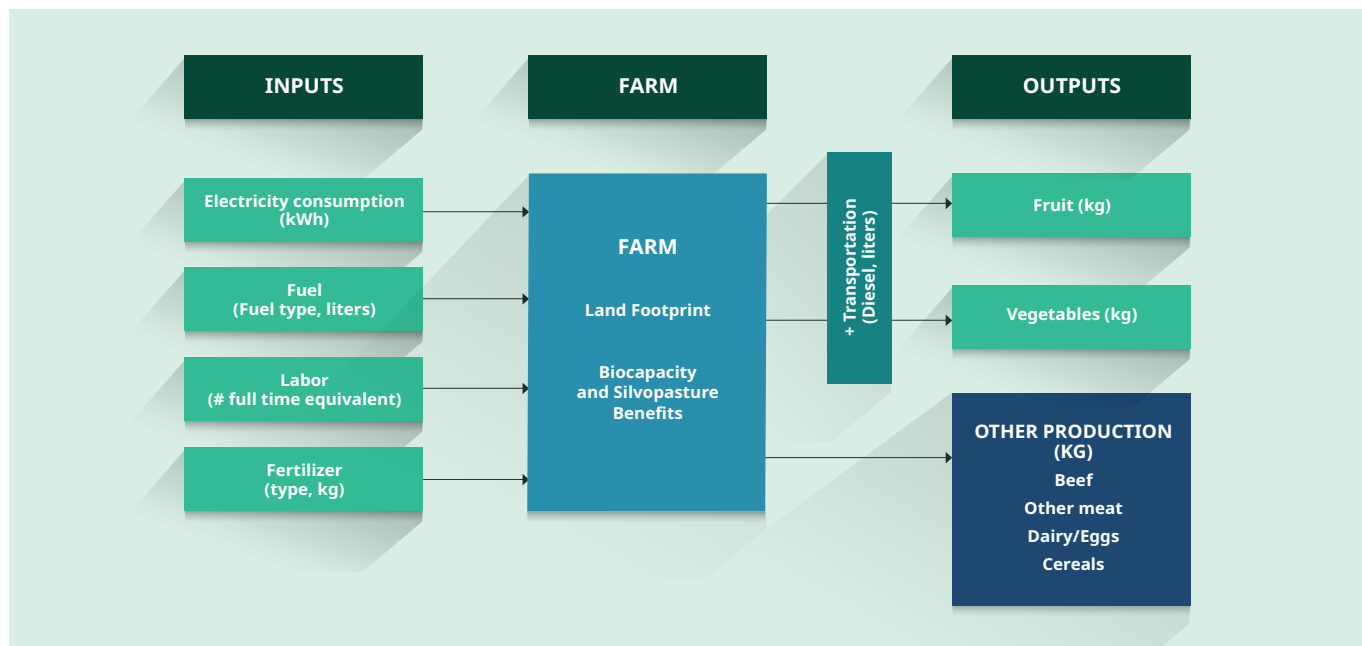 INPUTS
FARM
OUTPUTS
Electricity consumption
(kWh)
Fuel
(Fuel type, liters)
Labor
(# full time equivalent)
Fertilizer
(type, kg)
FARM
Land Footprint
Biocapacity
and Silvopasture
Benefits
+ Transportation
(Diesel, liters)
Fruit (kg)
Vegetables (kg)
OTHER PRODUCTION
(KG)
Beef
Other meat
Dairy/Eggs
Cereals